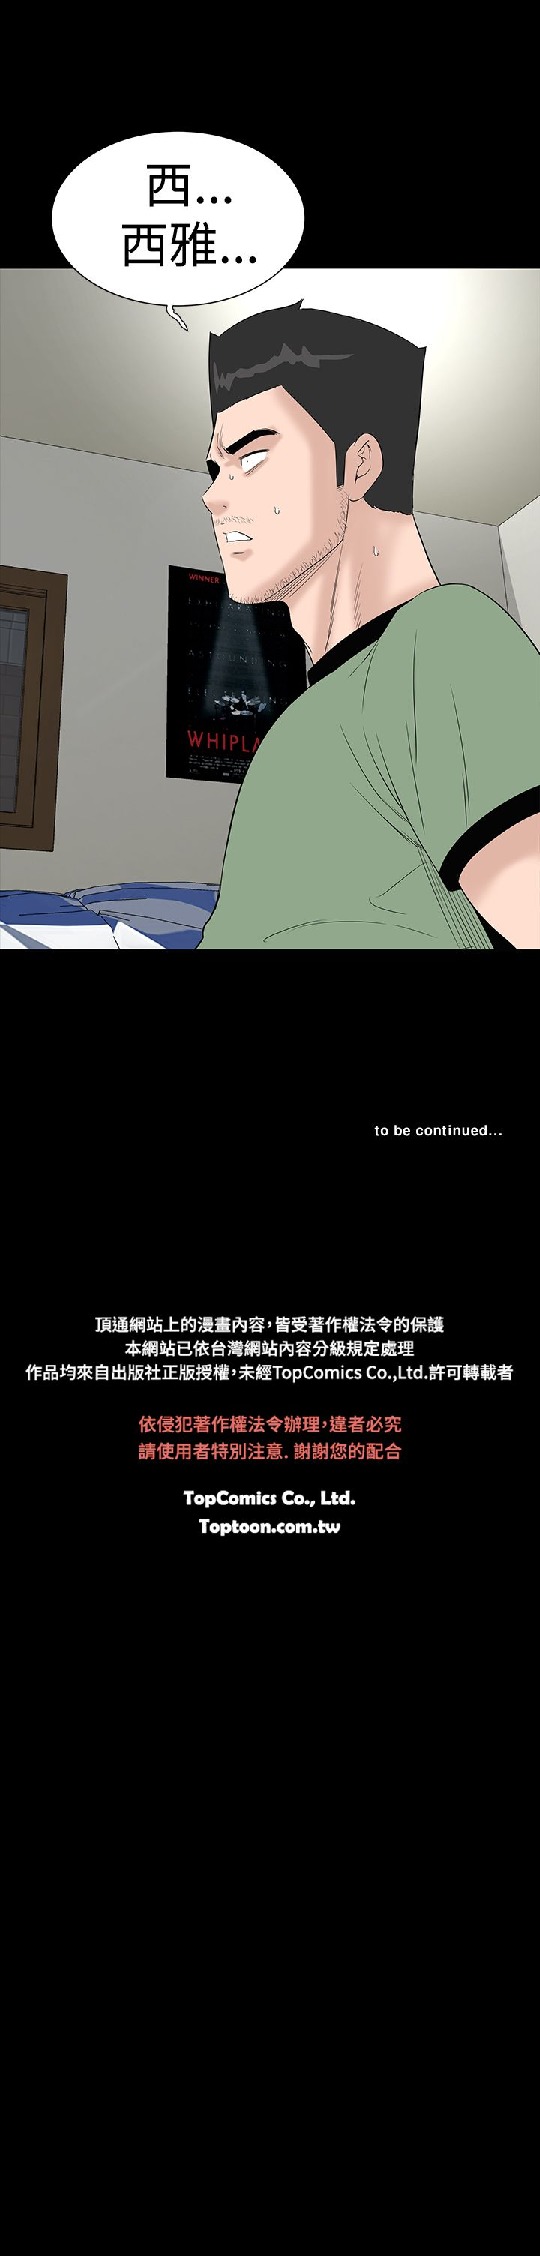 西...
西雅...
WINNER
WHIPLA
to be continued...
頂通網站上的漫畫內容，皆受著作權法令的保護
本網站已依台灣網站內容分級規定處理
作品均來自出版社正版授權，未經TopComics Co.,Ltd.許可轉載者
依侵犯著作權法令辦理，違者必究
請使用者特別注意. 謝謝您的配合
TopComics Co., Ltd.
Toptoon.com.tw